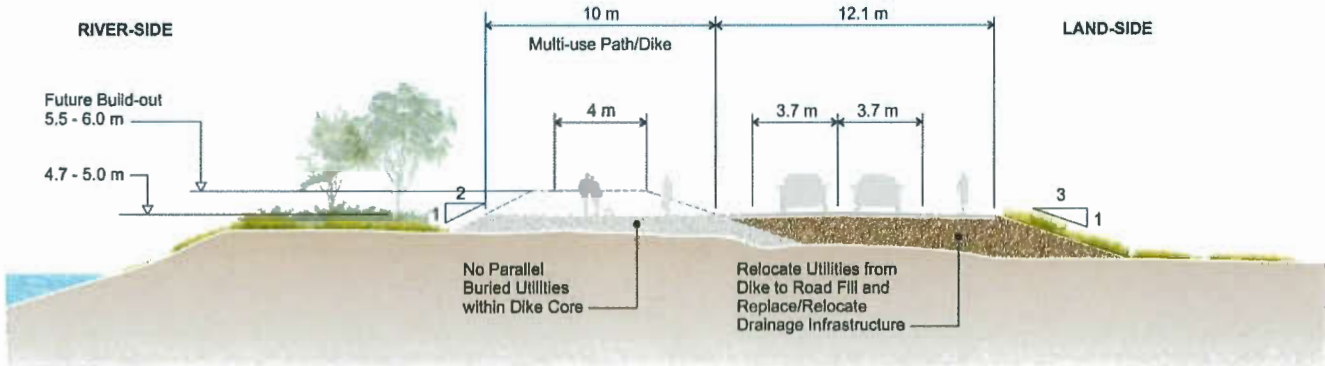 RIVER-SIDE
10 m
12.1 m
LAND-SIDE
Multi-use Path/Dike
Future Build-out
5.5 - 6.0 m
4 m
3.7 m
3.7 m
4.7 - 5.0 m
2
1
3
1
No Parallel
Buried Utilities
within Dike Core
Relocate Utilities from
Dike to Road Fill and
Replace/Relocate
Drainage Infrastructure